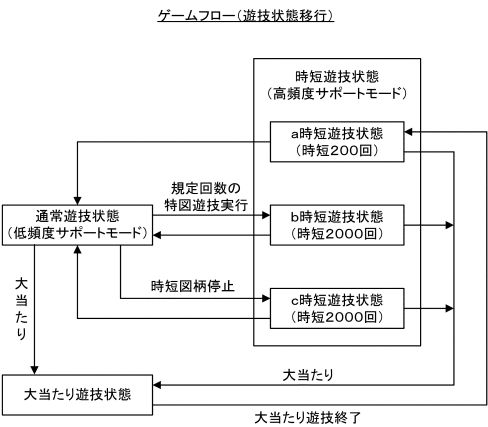 ゲームフロー(遊技状態移行)
時短遊技状態
(高頻度サポートモード)
a時短遊技状態
(時短200回)
規定回数の
特図遊技実行
通常遊技状態
(低頻度サポートモード)
b時短遊技状態
(時短2000回)
時短図柄停止
c時短遊技状態
(時短2000回)
大当たり
大当たり
大当たり遊技状態
大当たり遊技終了